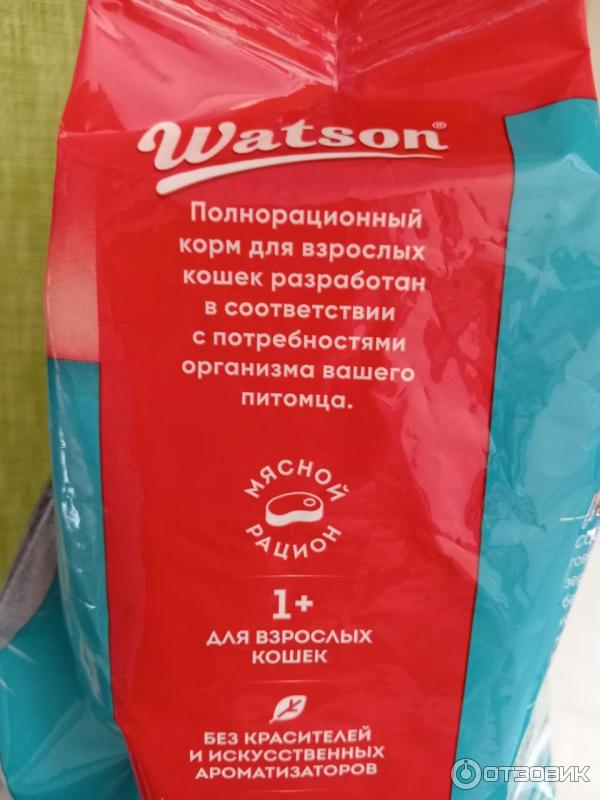 Watson®
Полнорационный
корм для взрослых
кошек разработан
в соответствии
с потребностями
организма вашего
питомца.
МЯСНОЙ
РАЦИОН
1+
ДЛЯ ВЗРОСЛЫХ
КОШЕК
БЕЗ КРАСИТЕЛЕЙ
И ИСКУССТВЕННЫХ
АРОМАТИЗАТОРОВ
ОТЗОВИК